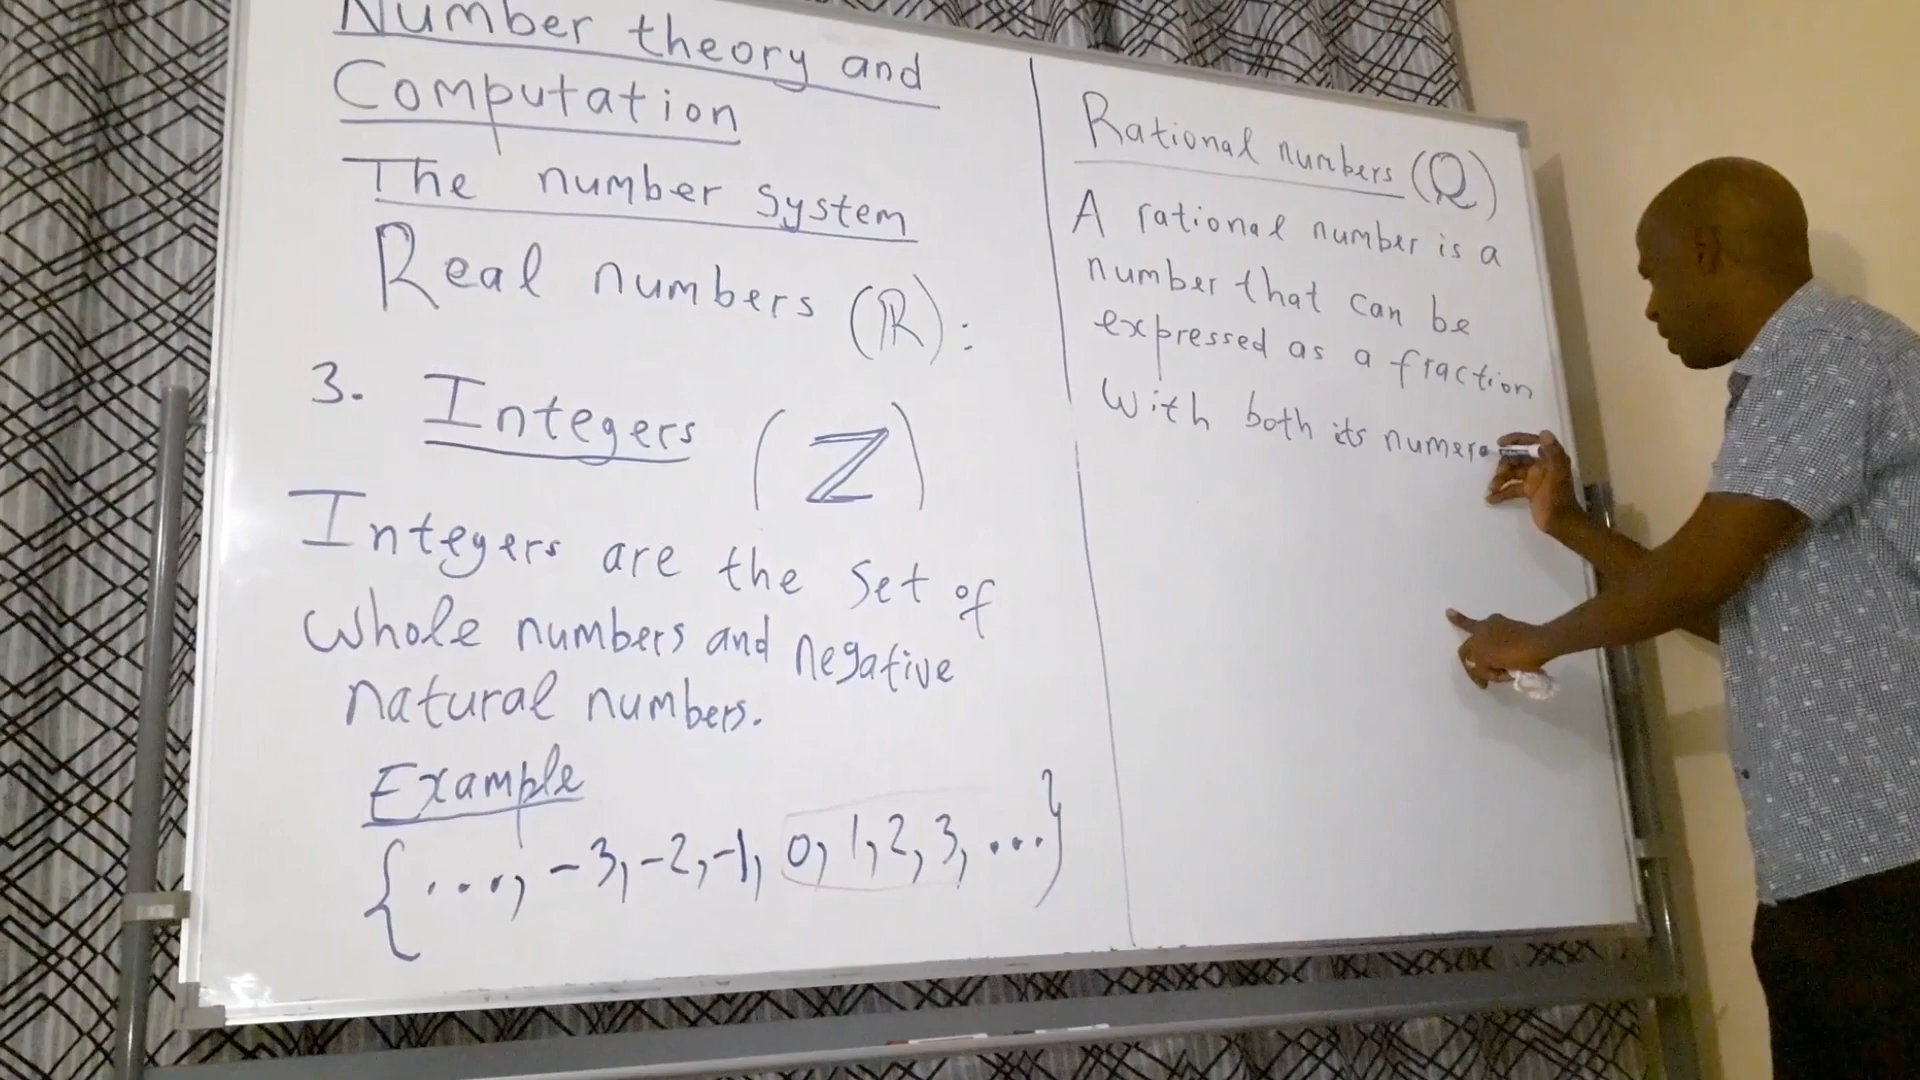 Number theory and
Computation
The number system
Real numbers (ℝ):
3. Integers (ℤ)
Integers are the set of
whole numbers and negative
natural numbers.
Example
{..., -3, -2, -1, 0, 1, 2, 3, ...}
Rational numbers (ℚ)
A rational number is a
number that can be
expressed as a fraction
With both its numera